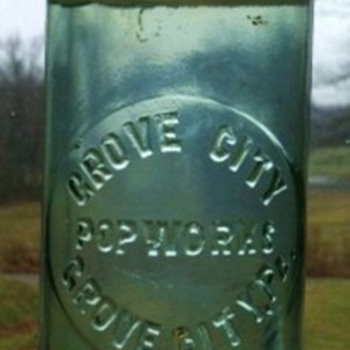 GROVE CITY
POP WORKS
GROVE CITY, PA.